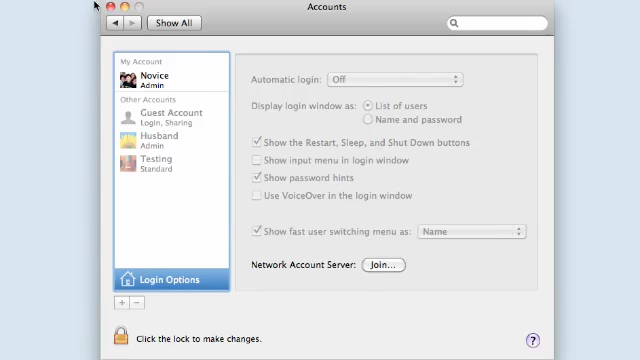 Accounts
Show All
My Account
Novice
Admin
Other Accounts
Guest Account
Login, Sharing
Husband
Admin
Testing
Standard
Login Options
Automatic login: Off
Display login window as: List of users
Name and password
Show the Restart, Sleep, and Shut Down buttons
Show input menu in login window
Show password hints
Use VoiceOver in the login window
Show fast user switching menu as: Name
Network Account Server: Join...
+ −
Click the lock to make changes.
?